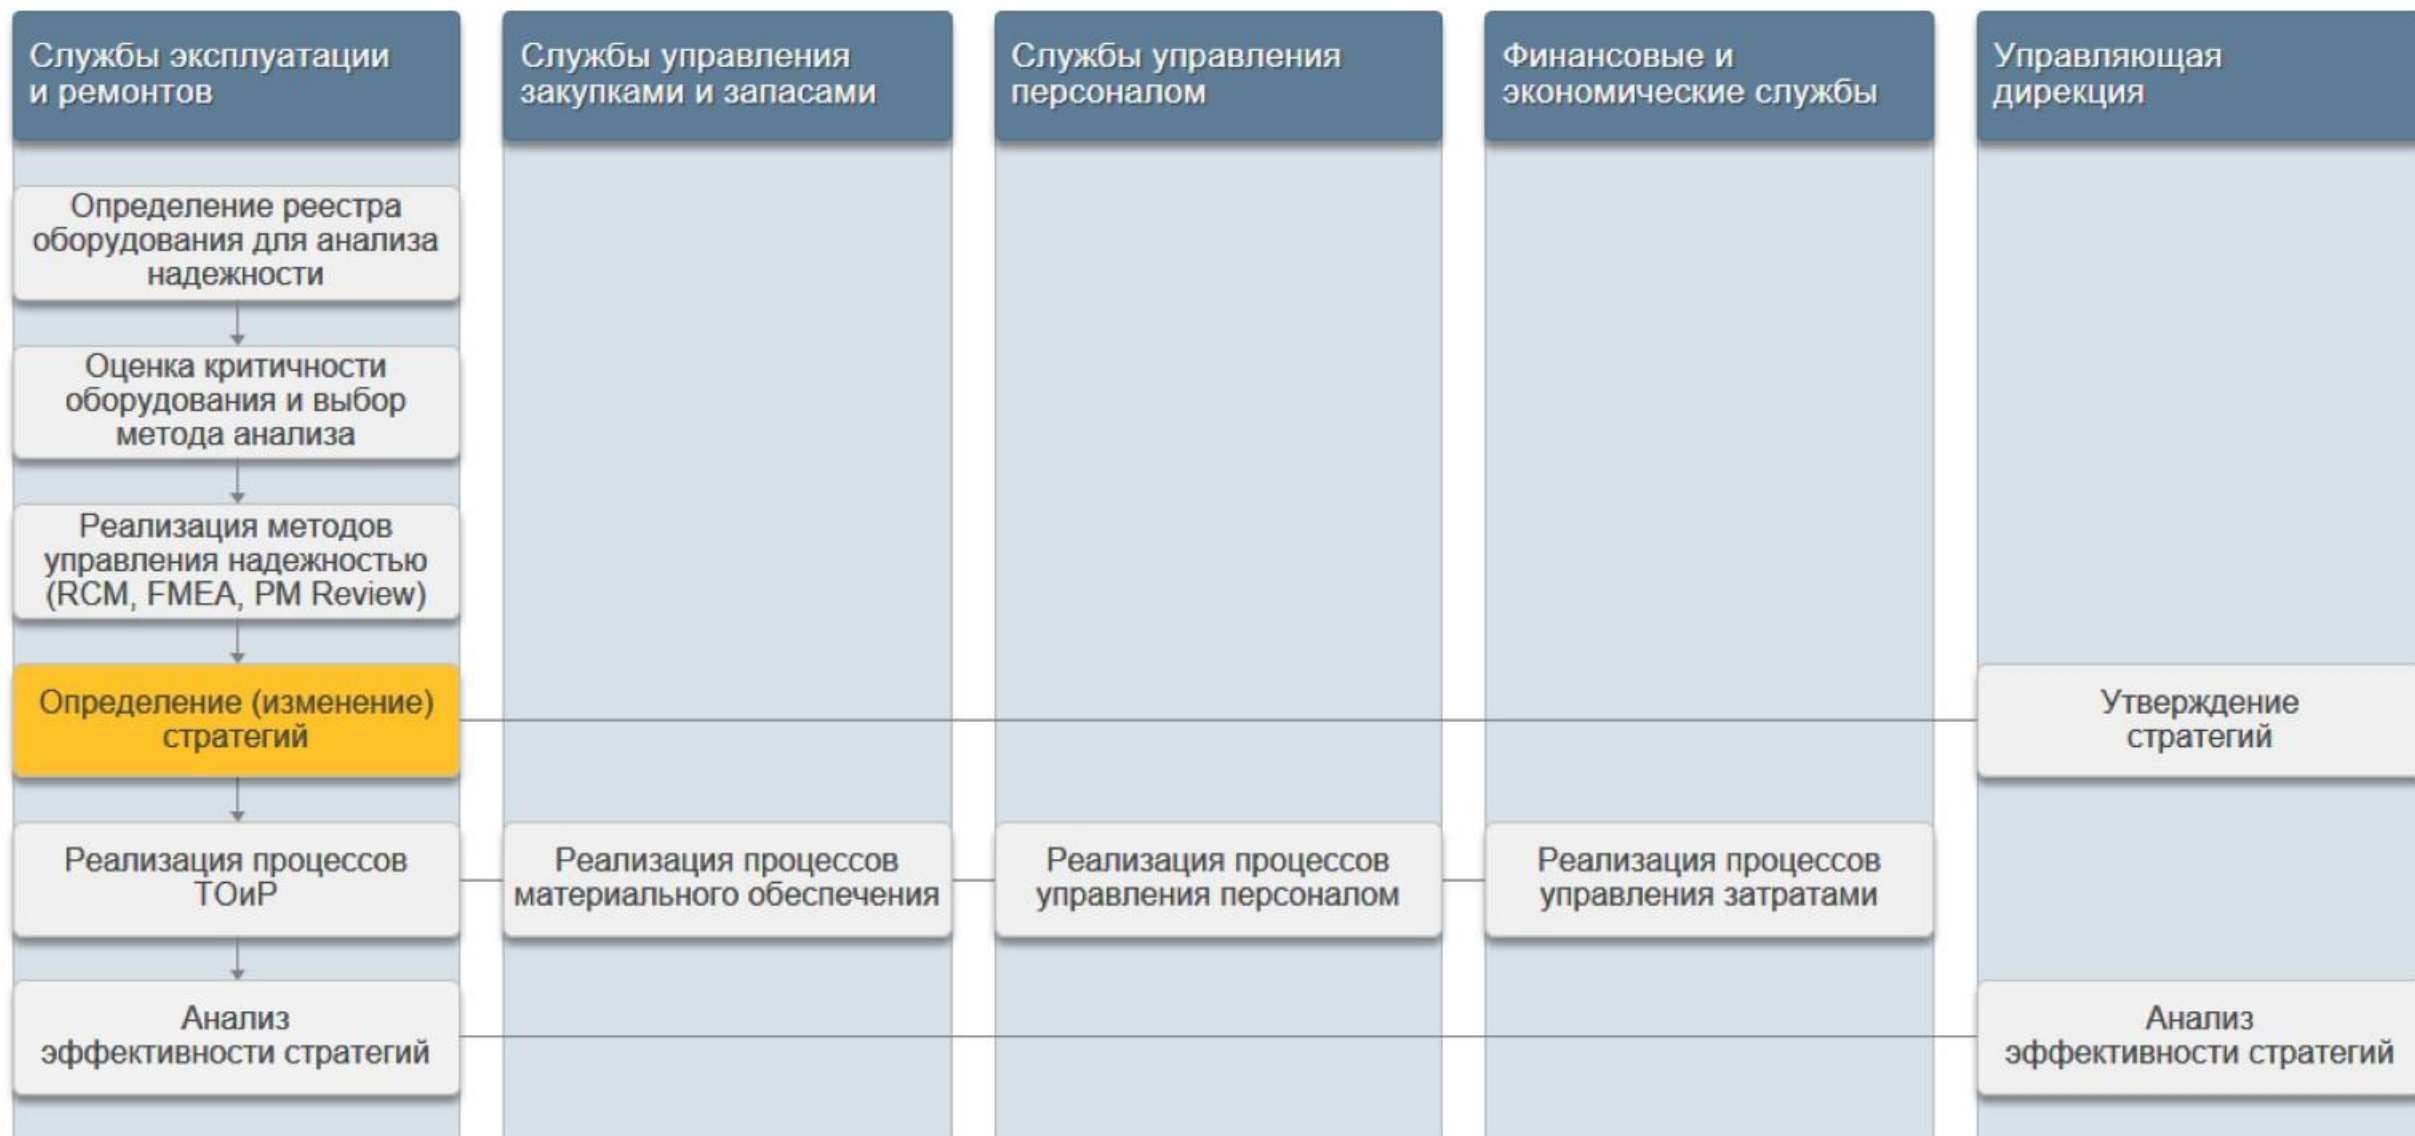 Службы эксплуатации
и ремонтов
Службы управления
закупками и запасами
Службы управления
персоналом
Финансовые и
экономические службы
Управляющая
дирекция
Определение реестра
оборудования для анализа
надежности
Оценка критичности
оборудования и выбор
метода анализа
Реализация методов
управления надежностью
(RCM, FMEA, PM Review)
Определение (изменение)
стратегий
Утверждение
стратегий
Реализация процессов
ТОиР
Реализация процессов
материального обеспечения
Реализация процессов
управления персоналом
Реализация процессов
управления затратами
Анализ
эффективности стратегий
Анализ
эффективности стратегий